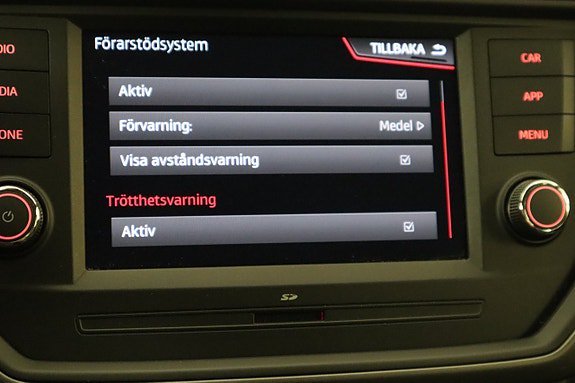 Förarstödsystem
TILLBAKA
Aktiv
Förvarning: Medel
Visa avståndsvarning
Trötthetsvarning
Aktiv
DIO
DIA
ONE
CAR
APP
MENU
SD